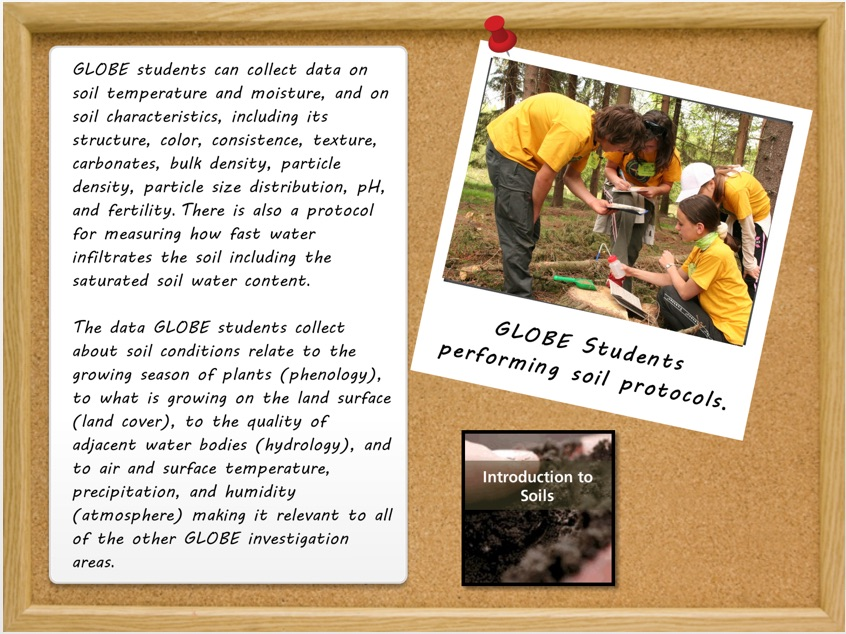 GLOBE students can collect data on
soil temperature and moisture, and on
soil characteristics, including its
structure, color, consistence, texture,
carbonates, bulk density, particle
density, particle size distribution, pH,
and fertility. There is also a protocol
for measuring how fast water
infiltrates the soil including the
saturated soil water content.
The data GLOBE students collect
about soil conditions relate to the
growing season of plants (phenology),
to what is growing on the land surface
(land cover), to the quality of
adjacent water bodies (hydrology), and
to air and surface temperature,
precipitation, and humidity
(atmosphere) making it relevant to all
of the other GLOBE investigation
areas.
GLOBE Students
performing soil protocols.
Introduction to
Soils